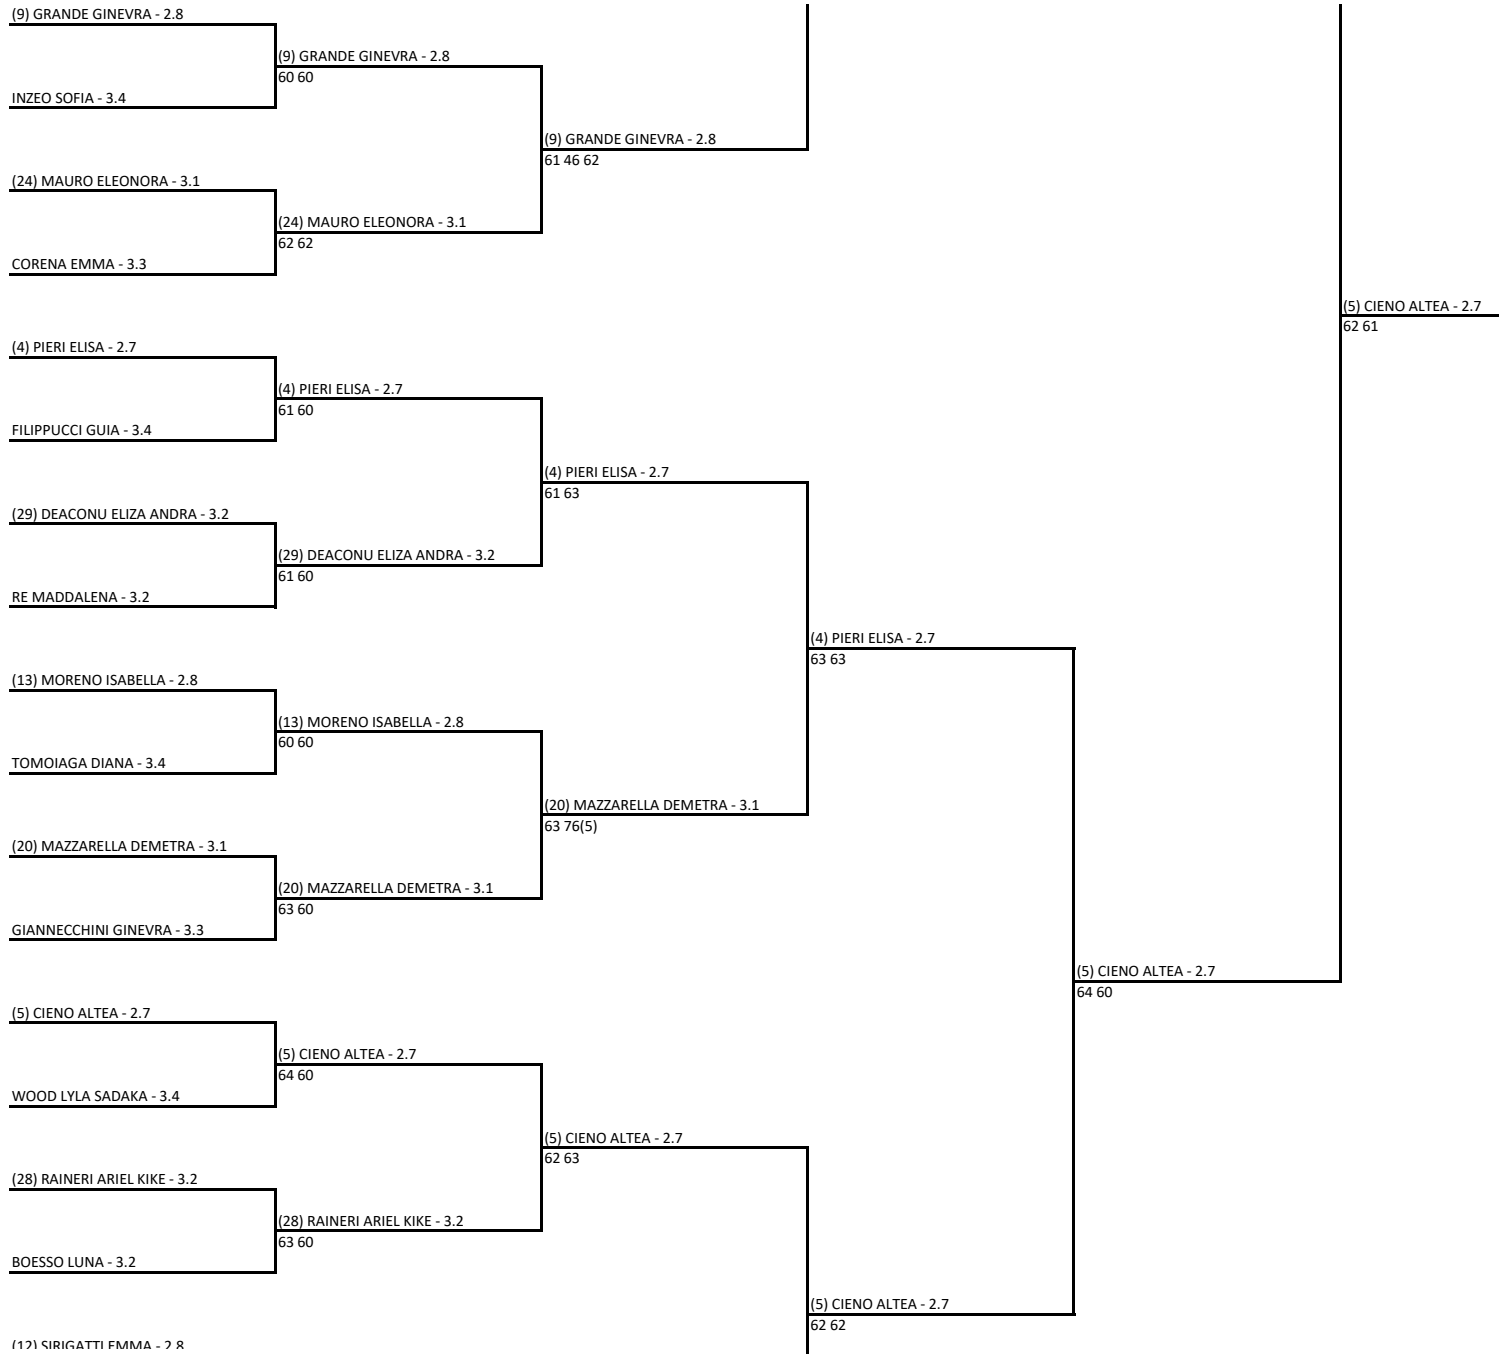 (9) GRANDE GINEVRA - 2.8
(9) GRANDE GINEVRA - 2.8
60 60
INZEO SOFIA - 3.4
(9) GRANDE GINEVRA - 2.8
61 46 62
(24) MAURO ELEONORA - 3.1
(24) MAURO ELEONORA - 3.1
62 62
CORENA EMMA - 3.3
(5) CIENO ALTEA - 2.7
62 61
(4) PIERI ELISA - 2.7
(4) PIERI ELISA - 2.7
61 60
FILIPPUCCI GUIA - 3.4
(4) PIERI ELISA - 2.7
61 63
(29) DEACONU ELIZA ANDRA - 3.2
(29) DEACONU ELIZA ANDRA - 3.2
61 60
RE MADDALENA - 3.2
(4) PIERI ELISA - 2.7
63 63
(13) MORENO ISABELLA - 2.8
(13) MORENO ISABELLA - 2.8
60 60
TOMOIAGA DIANA - 3.4
(20) MAZZARELLA DEMETRA - 3.1
63 76(5)
(20) MAZZARELLA DEMETRA - 3.1
(20) MAZZARELLA DEMETRA - 3.1
63 60
GIANNECCHINI GINEVRA - 3.3
(5) CIENO ALTEA - 2.7
64 60
(5) CIENO ALTEA - 2.7
(5) CIENO ALTEA - 2.7
64 60
WOOD LYLA SADAKA - 3.4
(5) CIENO ALTEA - 2.7
62 63
(28) RAINERI ARIEL KIKE - 3.2
(28) RAINERI ARIEL KIKE - 3.2
63 60
BOESSO LUNA - 3.2
(5) CIENO ALTEA - 2.7
62 62
(12) SIRIGATTI EMMA - 2.8